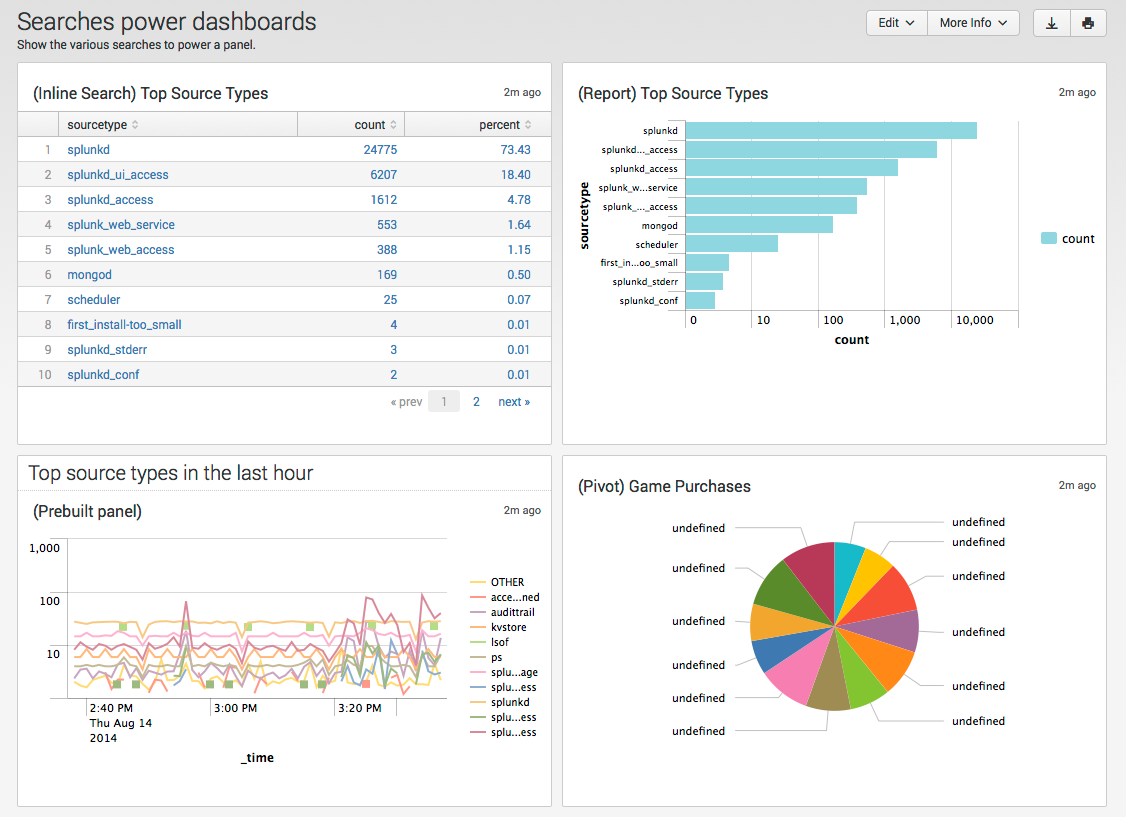 Searches power dashboards
Show the various searches to power a panel.
Edit
More Info
(Inline Search) Top Source Types
2m ago
sourcetype count percent
1 splunkd 24775 73.43
2 splunkd_ui_access 6207 18.40
3 splunkd_access 1612 4.78
4 splunk_web_service 553 1.64
5 splunk_web_access 388 1.15
6 mongod 169 0.50
7 scheduler 25 0.07
8 first_install-too_small 4 0.01
9 splunkd_stderr 3 0.01
10 splunkd_conf 2 0.01
« prev 1 2 next »
(Report) Top Source Types
2m ago
sourcetype
splunkd
splunkd..._access
splunkd_access
splunk_w...service
splunk_..._access
mongod
scheduler
first_in...oo_small
splunkd_stderr
splunkd_conf
0 10 100 1,000 10,000
count
count
Top source types in the last hour
(Prebuilt panel)
2m ago
1,000
100
10
2:40 PM 3:00 PM 3:20 PM
Thu Aug 14
2014
_time
OTHER
acce...ned
audittrail
kvstore
lsof
ps
splu...age
splu...ess
splunkd
splu...ess
splu...ess
(Pivot) Game Purchases
2m ago
undefined
undefined
undefined
undefined
undefined
undefined
undefined
undefined
undefined
undefined
undefined
undefined